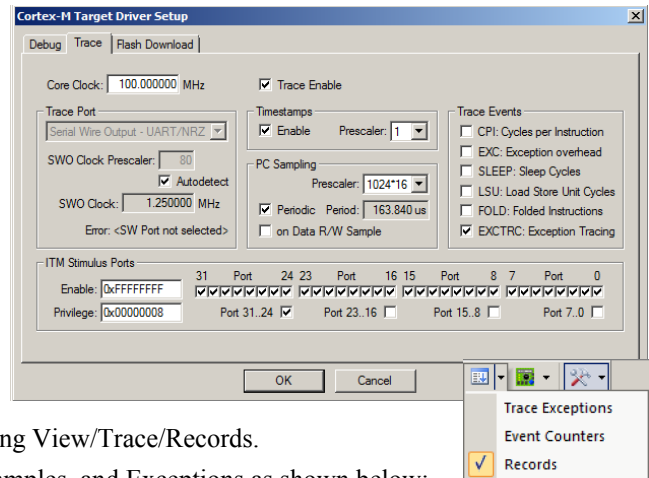 Cortex-M Target Driver Setup
Debug Trace Flash Download
Core Clock: 100.000000 MHz Trace Enable
Trace Port Timestamps Trace Events
Serial Wire Output - UART/NRZ Enable Prescaler: 1 CPI: Cycles per Instruction
EXC: Exception overhead
SWO Clock Prescaler: 80 PC Sampling SLEEP: Sleep Cycles
Autodetect Prescaler: 1024*16 LSU: Load Store Unit Cycles
SWO Clock: 1.250000 MHz Periodic Period: 163.840 us FOLD: Folded Instructions
Error: <SW Port not selected> on Data R/W Sample EXCTRC: Exception Tracing
ITM Stimulus Ports
31 Port 24 23 Port 16 15 Port 8 7 Port 0
Enable: 0xFFFFFFFF
Privilege: 0x00000008 Port 31..24 Port 23..16 Port 15..8 Port 7..0
OK Cancel
Trace Exceptions
ng View/Trace/Records.
Event Counters
Records
amples, and Exceptions as shown below: